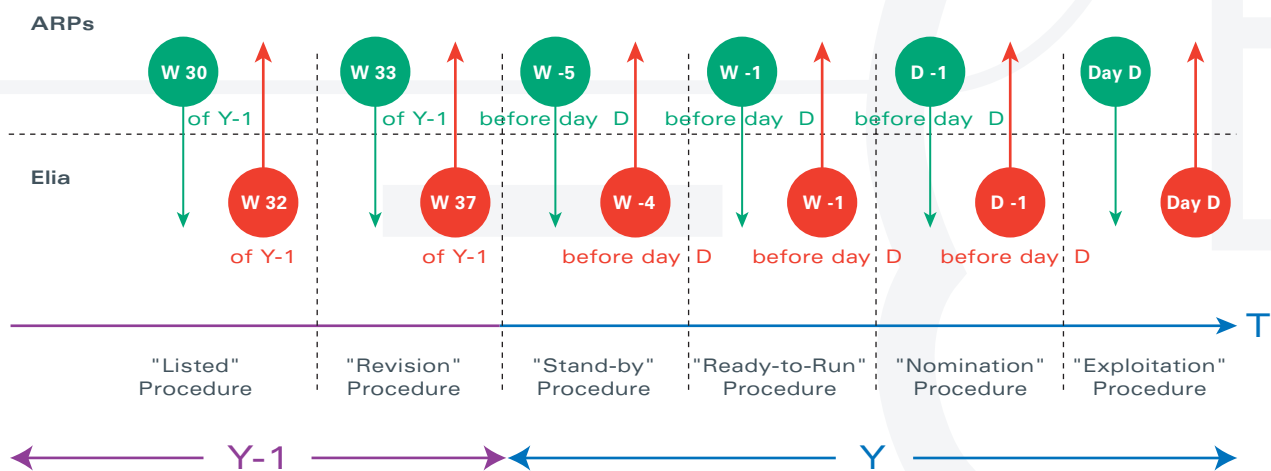 ARPs
W 30
W 33
W -5
W -1
D -1
Day D
of Y-1
of Y-1
before day D
before day D
before day D
Elia
W 32
W 37
W -4
W -1
D -1
Day D
of Y-1
of Y-1
before day D
before day D
before day D
T
"Listed"
Procedure
"Revision"
Procedure
"Stand-by"
Procedure
"Ready-to-Run"
Procedure
"Nomination"
Procedure
"Exploitation"
Procedure
Y-1
Y